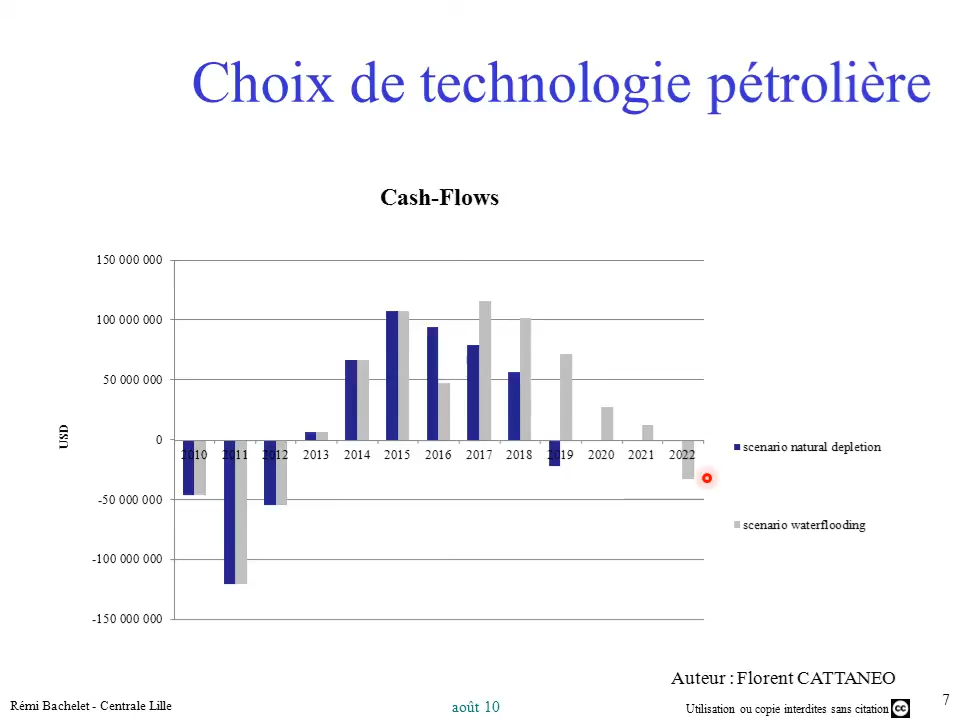 Choix de technologie pétrolière
Cash-Flows
150 000 000
100 000 000
50 000 000
0
-50 000 000
-100 000 000
-150 000 000
USD
2010 2011 2012 2013 2014 2015 2016 2017 2018 2019 2020 2021 2022
scenario natural depletion
scenario waterflooding
Auteur : Florent CATTANEO
Rémi Bachelet - Centrale Lille
août 10
Utilisation ou copie interdites sans citation
cc
7